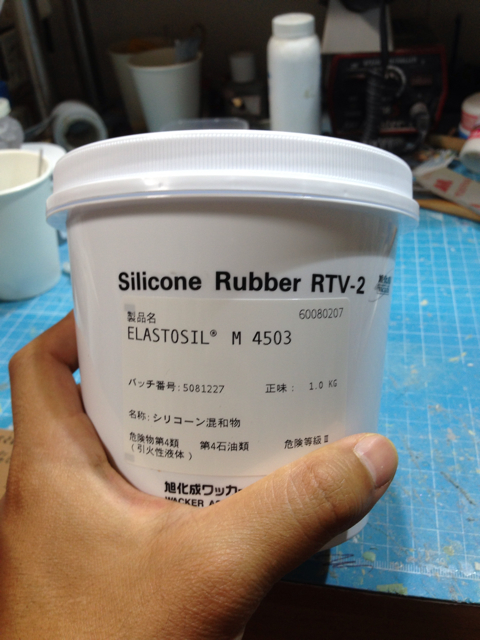 Silicone Rubber RTV-2
製品名
60080207
ELASTOSIL® M 4503
バッチ番号:5081227 正味: 1.0 KG
名称:シリコーン混和物
危険物第4類 第4石油類 危険等級Ⅲ
(引火性液体)
旭化成ワッカー
WACKER